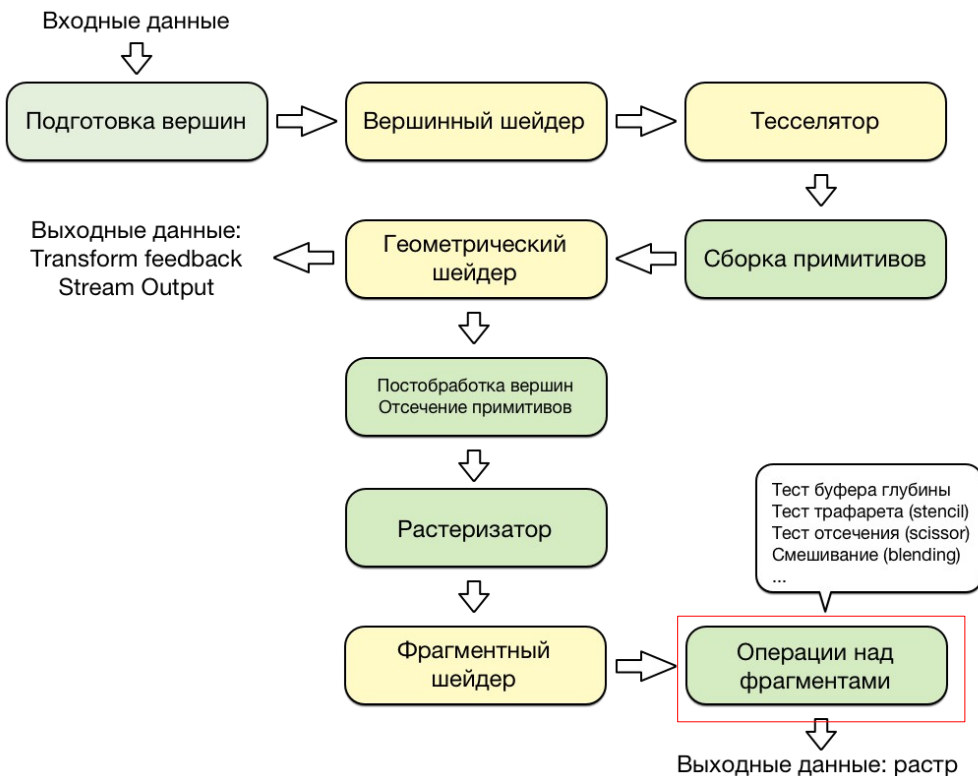 Входные данные
Подготовка вершин
Вершинный шейдер
Тесселятор
Сборка примитивов
Геометрический
шейдер
Выходные данные:
Transform feedback
Stream Output
Постобработка вершин
Отсечение примитивов
Растеризатор
Фрагментный
шейдер
Тест буфера глубины
Тест трафарета (stencil)
Тест отсечения (scissor)
Смешивание (blending)
...
Операции над
фрагментами
Выходные данные: растр